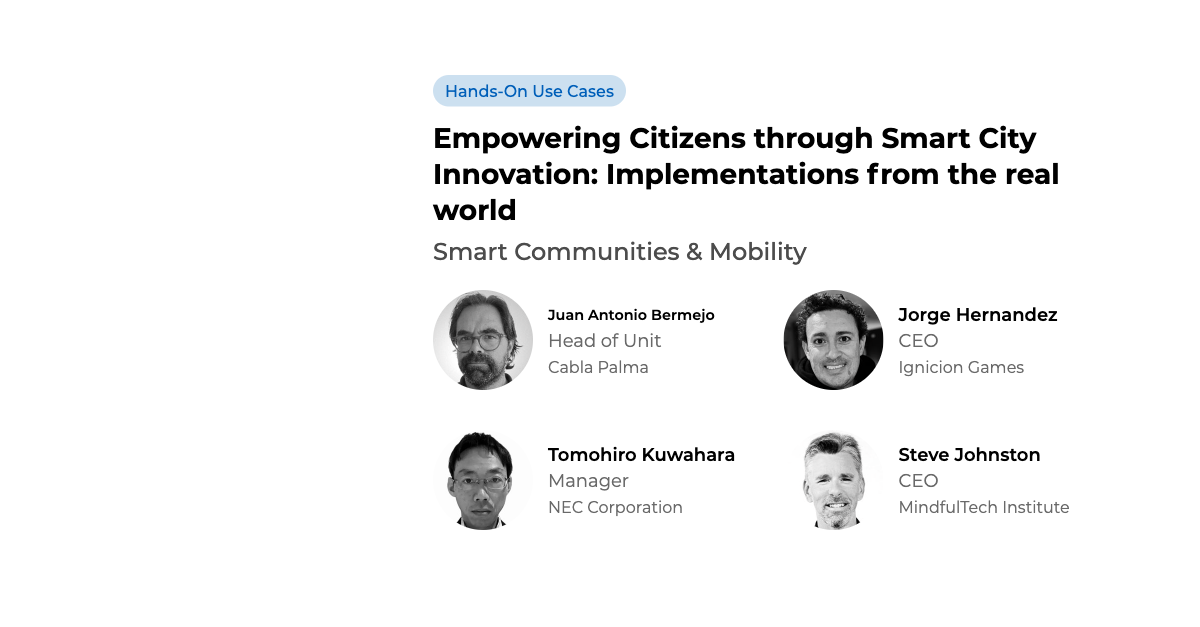 Hands-On Use Cases
Empowering Citizens through Smart City
Innovation: Implementations from the real
world
Smart Communities & Mobility
Juan Antonio Bermejo
Head of Unit
Cabla Palma
Jorge Hernandez
CEO
Ignicion Games
Tomohiro Kuwahara
Manager
NEC Corporation
Steve Johnston
CEO
MindfulTech Institute